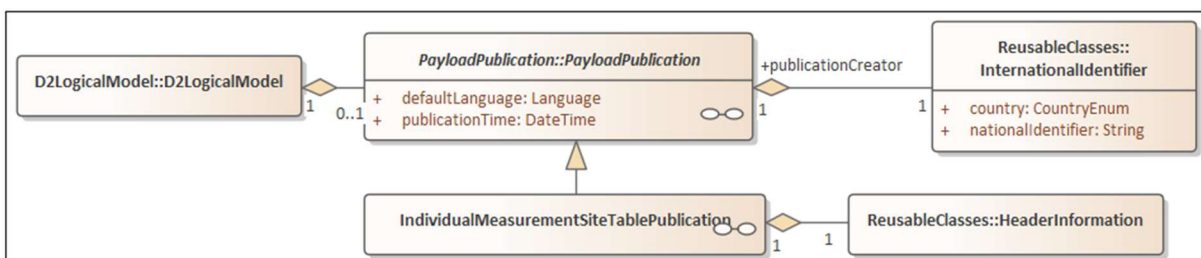 D2LogicalModel::D2LogicalModel
1
0..1
PayloadPublication::PayloadPublication
+ defaultLanguage: Language
+ publicationTime: DateTime
+publicationCreator
1
1
ReusableClasses::
InternationalIdentifier
+ country: CountryEnum
+ nationalIdentifier: String
IndividualMeasurementSiteTablePublication
1
1
ReusableClasses::HeaderInformation